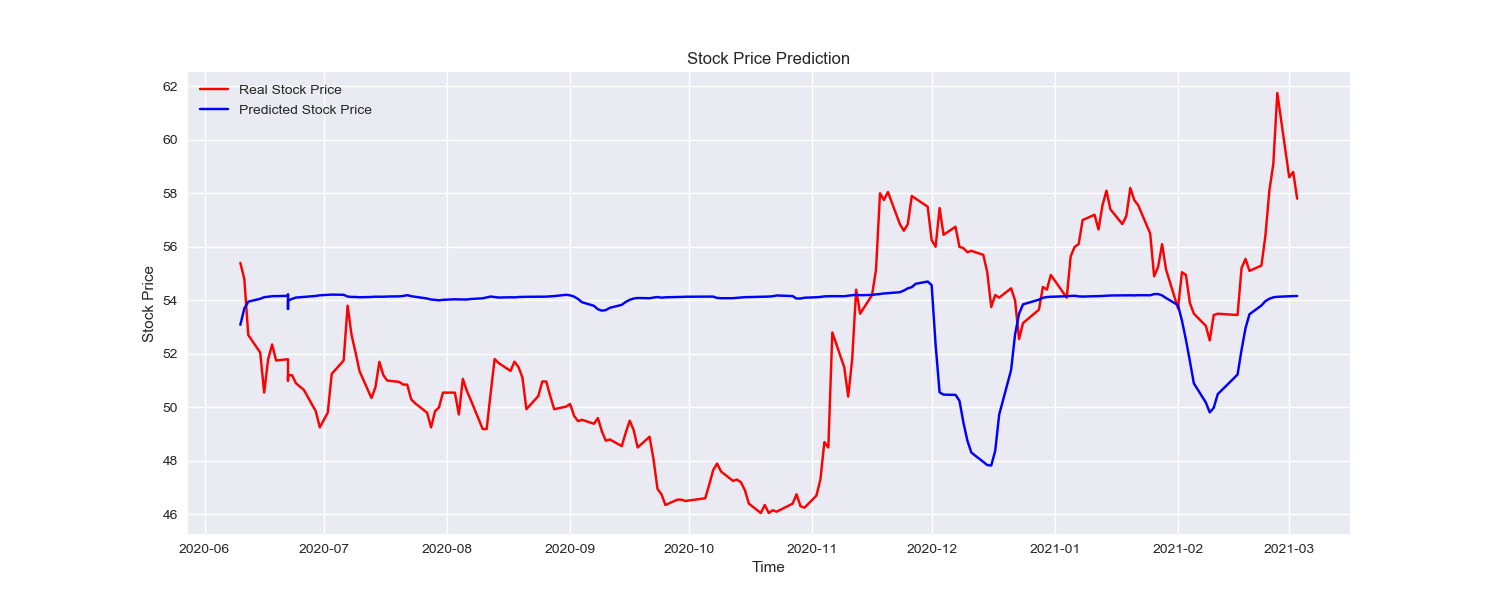 Stock Price Prediction
Real Stock Price
Predicted Stock Price
Stock Price
62
60
58
56
54
52
50
48
46
2020-06 2020-07 2020-08 2020-09 2020-10 2020-11 2020-12 2021-01 2021-02 2021-03
Time